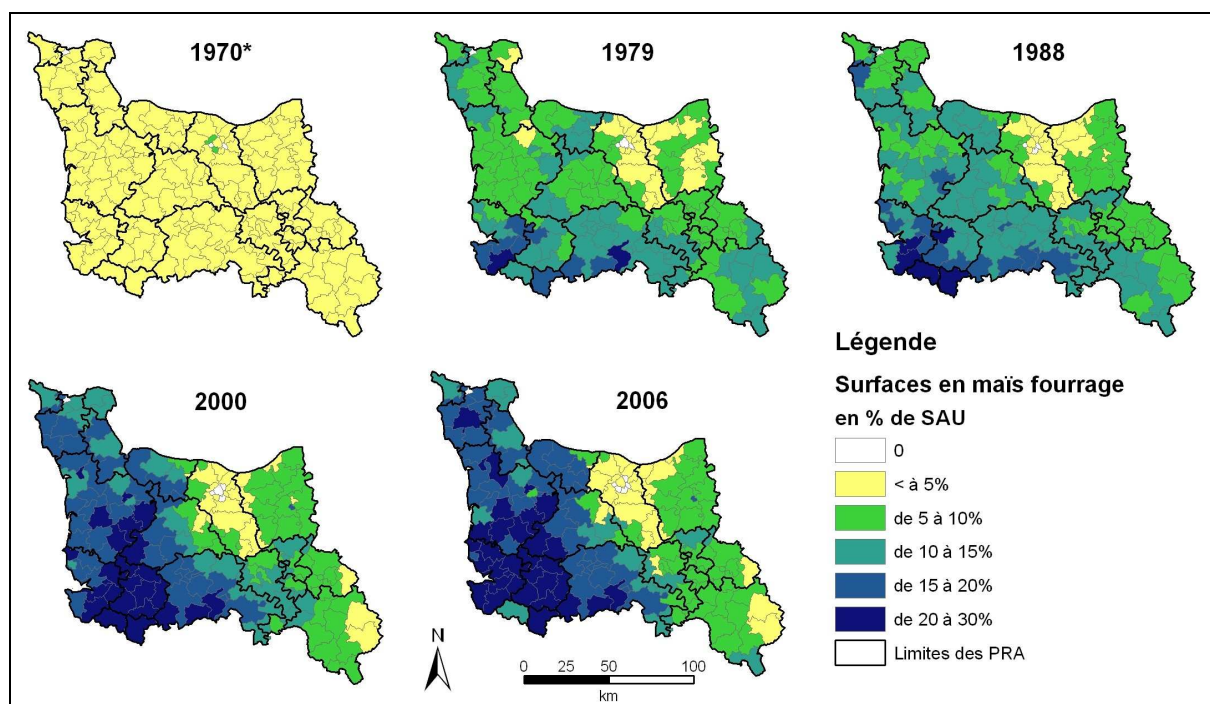 1970*
1979
1988
2000
2006
Légende
Surfaces en maïs fourrage
en % de SAU
0
< à 5%
de 5 à 10%
de 10 à 15%
de 15 à 20%
de 20 à 30%
Limites des PRA
N
0 25 50 100
km